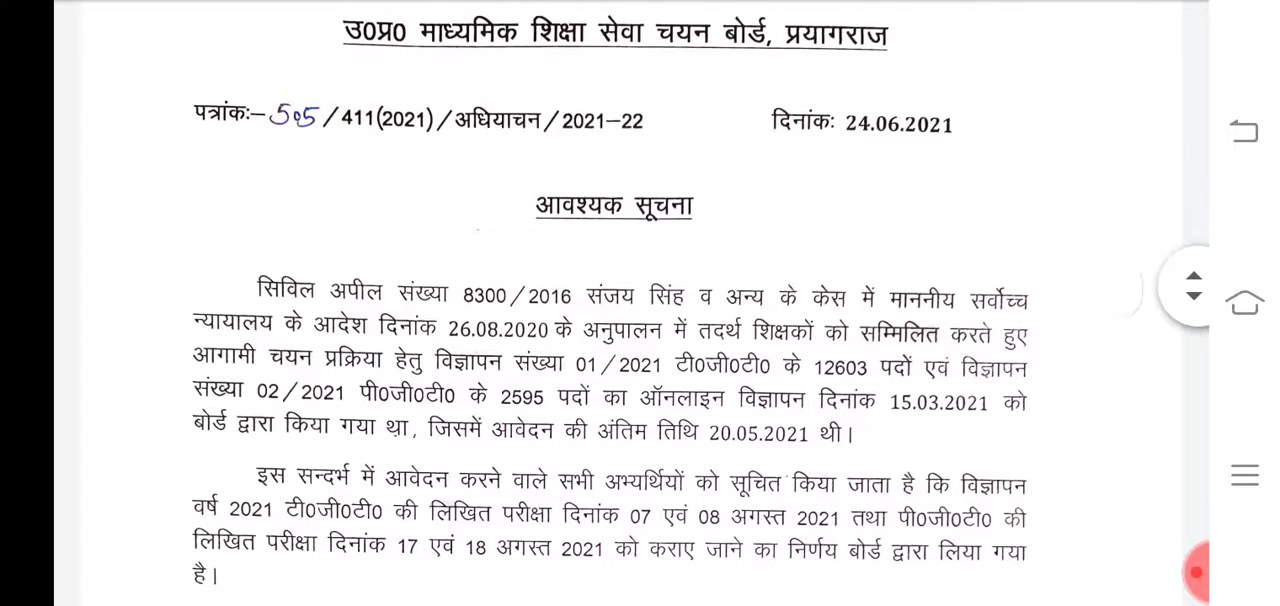 उ0प्र0 माध्यमिक शिक्षा सेवा चयन बोर्ड, प्रयागराज
पत्रांकः– 505 / 411(2021) / अधियाचन / 2021–22 दिनांकः 24.06.2021
आवश्यक सूचना
सिविल अपील संख्या 8300/2016 संजय सिंह व अन्य के केस में माननीय सर्वोच्च
न्यायालय के आदेश दिनांक 26.08.2020 के अनुपालन में तदर्थ शिक्षकों को सम्मिलित करते हुए
आगामी चयन प्रक्रिया हेतु विज्ञापन संख्या 01/2021 टी0जी0टी0 के 12603 पदों एवं विज्ञापन
संख्या 02/2021 पी0जी0टी0 के 2595 पदों का ऑनलाइन विज्ञापन दिनांक 15.03.2021 को
बोर्ड द्वारा किया गया था, जिसमें आवेदन की अंतिम तिथि 20.05.2021 थी।
इस सन्दर्भ में आवेदन करने वाले सभी अभ्यर्थियों को सूचित किया जाता है कि विज्ञापन
वर्ष 2021 टी0जी0टी0 की लिखित परीक्षा दिनांक 07 एवं 08 अगस्त 2021 तथा पी0जी0टी0 की
लिखित परीक्षा दिनांक 17 एवं 18 अगस्त 2021 को कराए जाने का निर्णय बोर्ड द्वारा लिया गया
है।